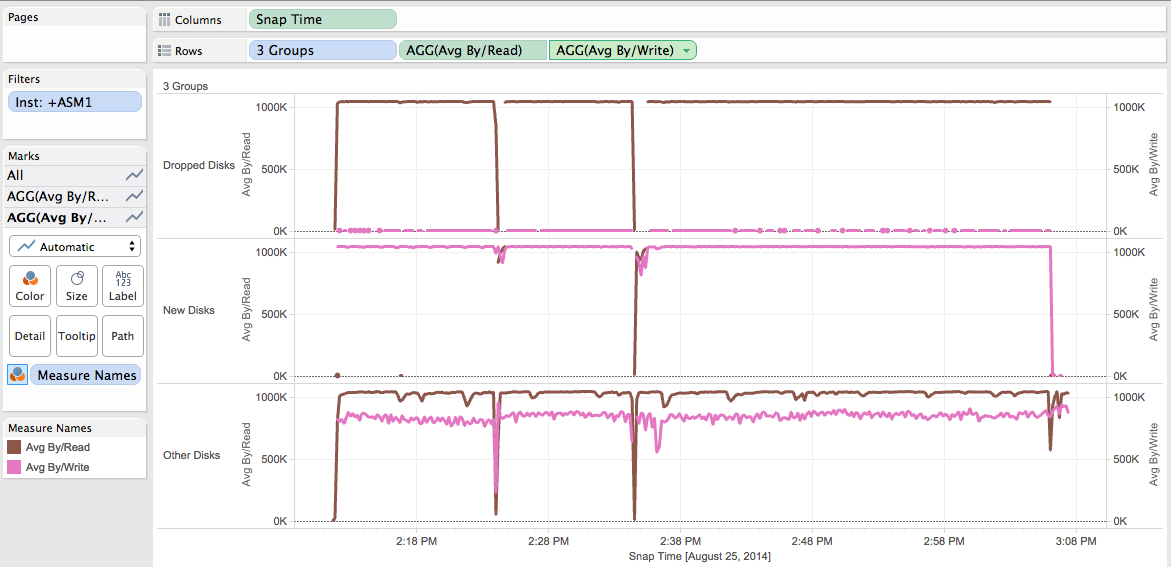 Pages
Columns
Snap Time
Rows
3 Groups
AGG(Avg By/Read)
AGG(Avg By/Write)
Filters
Inst: +ASM1
Marks
All
AGG(Avg By/R...
AGG(Avg By/...
Automatic
Color
Size
Abc
123
Label
Detail
Tooltip
Path
Measure Names
Measure Names
Avg By/Read
Avg By/Write
3 Groups
Dropped Disks
Avg By/Read
1000K
500K
0K
1000K
500K
0K
Avg By/Write
New Disks
Avg By/Read
1000K
500K
0K
1000K
500K
0K
Avg By/Write
Other Disks
Avg By/Read
1000K
500K
0K
1000K
500K
0K
Avg By/Write
2:18 PM
2:28 PM
2:38 PM
2:48 PM
2:58 PM
3:08 PM
Snap Time [August 25, 2014]